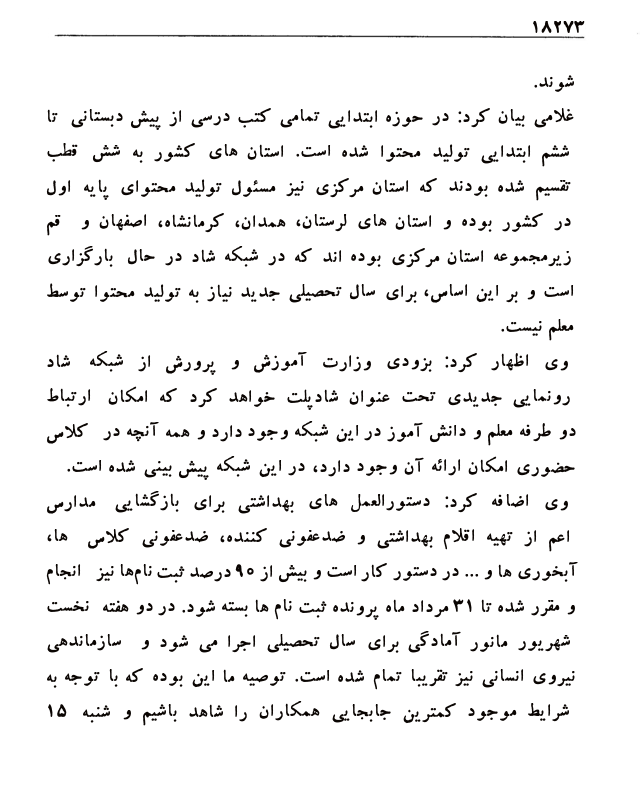 ۱۸۲۷۳
شوند.
غلامی بیان کرد: در حوزه ابتدایی تمامی کتب درسی از پیش دبستانی تا
ششم ابتدایی تولید محتوا شده است. استان های کشور به شش قطب
تقسیم شده بودند که استان مرکزی نیز مسئول تولید محتوای پایه اول
در کشور بوده و استان های لرستان، همدان، کرمانشاه، اصفهان و قم
زیرمجموعه استان مرکزی بوده اند که در شبکه شاد در حال بارگزاری
است و بر این اساس، برای سال تحصیلی جدید نیاز به تولید محتوا توسط
معلم نیست.
وی اظهار کرد: بزودی وزارت آموزش و پرورش از شبکه شاد
رونمایی جدیدی تحت عنوان شادپلت خواهد کرد که امکان ارتباط
دو طرفه معلم و دانش آموز در این شبکه وجود دارد و همه آنچه در کلاس
حضوری امکان ارائه آن وجود دارد، در این شبکه پیش بینی شده است.
وی اضافه کرد: دستورالعمل های بهداشتی برای بازگشایی مدارس
اعم از تهیه اقلام بهداشتی و ضدعفونی کننده، ضدعفونی کلاس ها،
آبخوری ها و ... در دستور کار است و بیش از ۹۰ درصد ثبت نام‌ها نیز انجام
و مقرر شده تا ۳۱ مرداد ماه پرونده ثبت نام ها بسته شود. در دو هفته نخست
شهریور مانور آمادگی برای سال تحصیلی اجرا می شود و سازماندهی
نیروی انسانی نیز تقریبا تمام شده است. توصیه ما این بوده که با توجه به
شرایط موجود کمترین جابجایی همکاران را شاهد باشیم و شنبه ۱۵